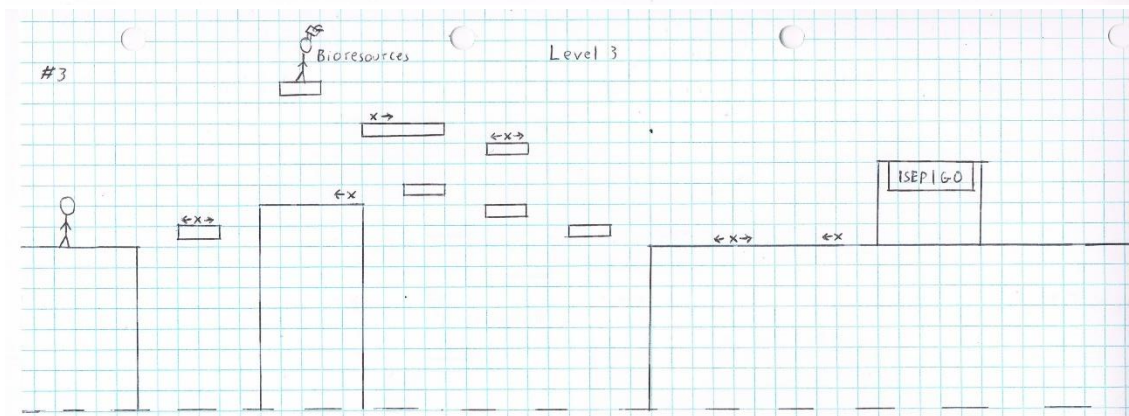 Level 3
Bioresources
#3
x→
←x→
←x
←x→
←x→
←x
ISEP|GO